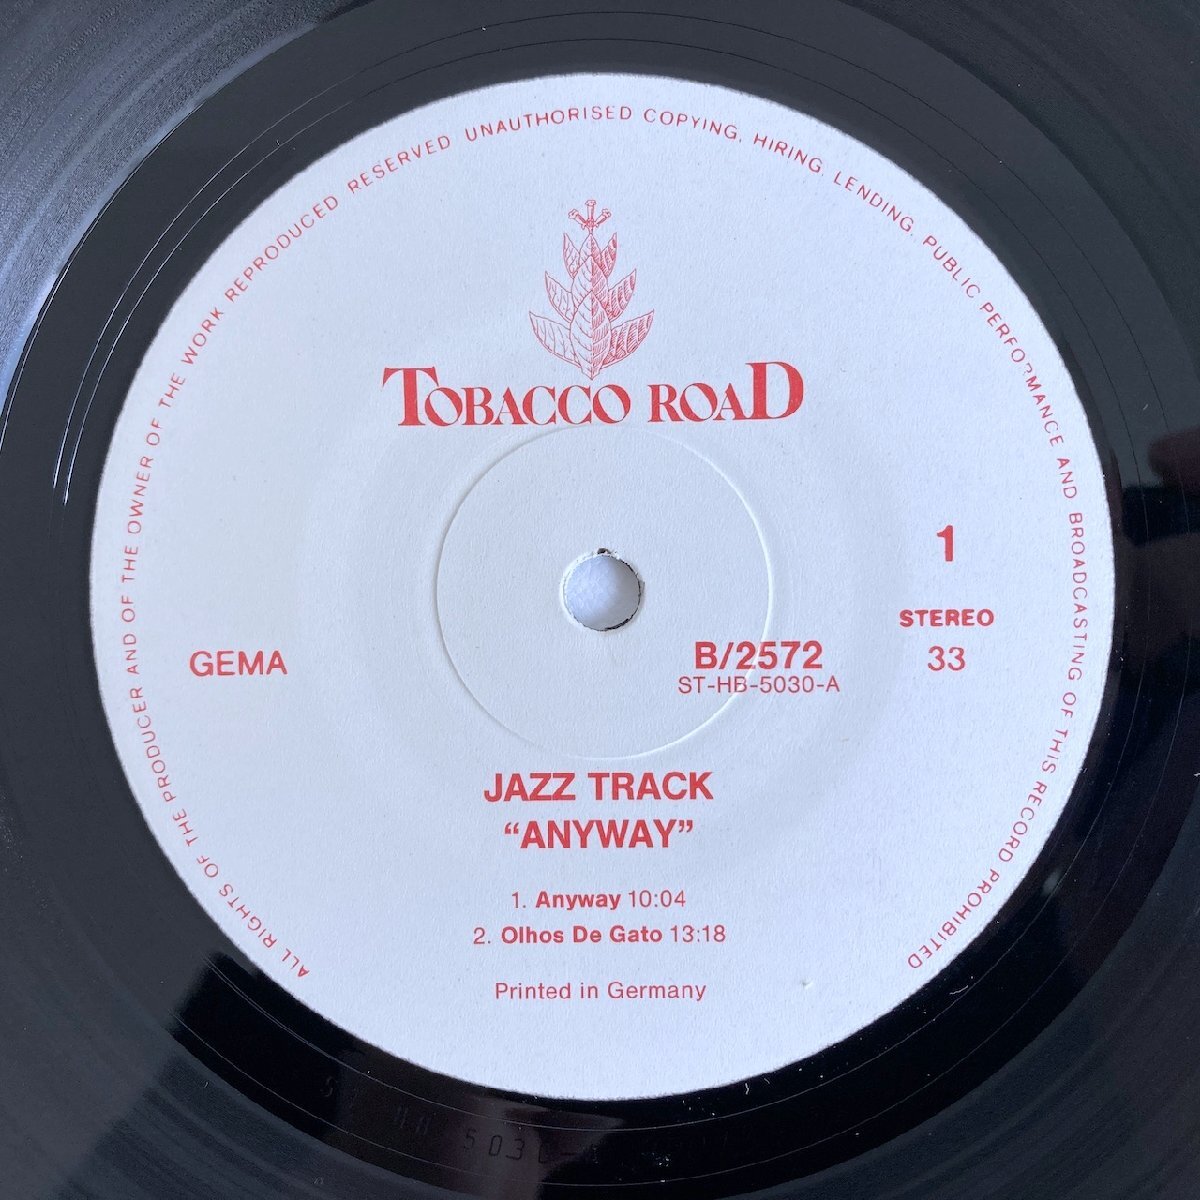 ALL RIGHTS OF THE PRODUCER AND OF THE OWNER OF THE WORK REPRODUCED RESERVED UNAUTHORISED COPYING, HIRING, LENDING, PUBLIC PERFORMANCE AND BROADCASTING OF THIS RECORD PROHIBITED
TOBACCO ROAD
1
STEREO
33
GEMA
B/2572
ST-HB-5030-A
JAZZ TRACK
“ANYWAY”
1. Anyway 10:04
2. Olhos De Gato 13:18
Printed in Germany